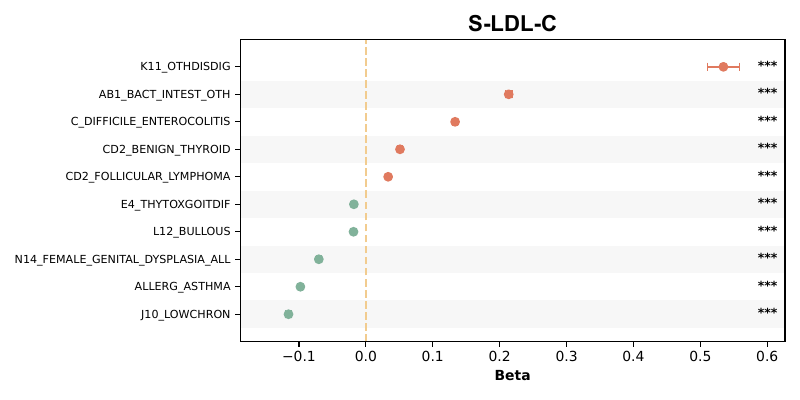 S-LDL-C
K11_OTHDISDIG ***
AB1_BACT_INTEST_OTH ***
C_DIFFICILE_ENTEROCOLITIS ***
CD2_BENIGN_THYROID ***
CD2_FOLLICULAR_LYMPHOMA ***
E4_THYTOXGOITDIF ***
L12_BULLOUS ***
N14_FEMALE_GENITAL_DYSPLASIA_ALL ***
ALLERG_ASTHMA ***
J10_LOWCHRON ***
−0.1 0.0 0.1 0.2 0.3 0.4 0.5 0.6
Beta